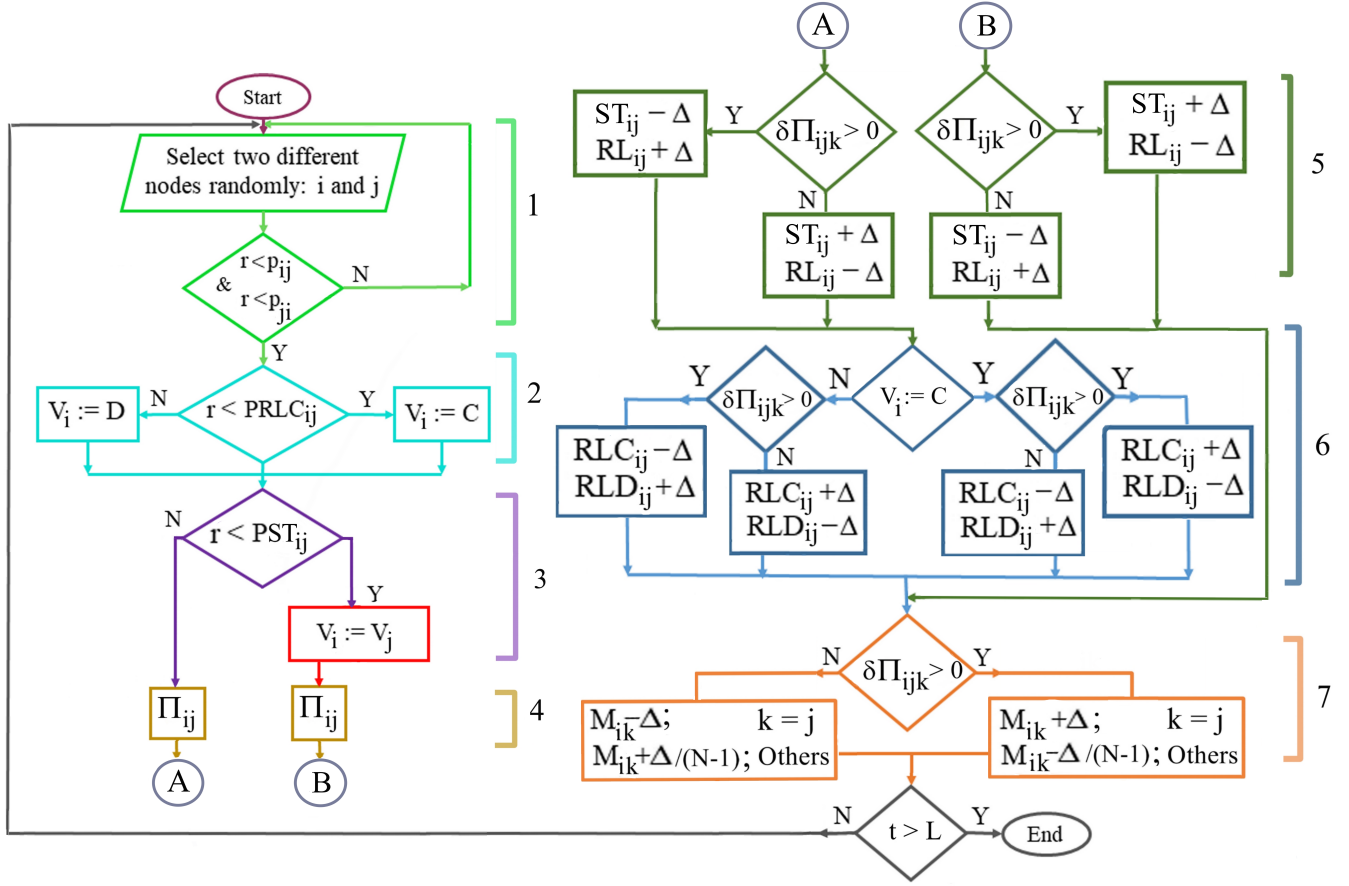 Start
Select two different
nodes randomly: i and j
r<p_ij
&
r<p_ji
N
Y
1
r < PRLC_ij
N
Y
V_i := D
V_i := C
2
r < PST_ij
N
Y
V_i := V_j
3
Π_ij
Π_ij
4
A
B
A
B
δΠ_ijk > 0
Y
ST_ij − Δ
RL_ij + Δ
N
ST_ij + Δ
RL_ij − Δ
δΠ_ijk > 0
Y
ST_ij + Δ
RL_ij − Δ
N
ST_ij − Δ
RL_ij + Δ
5
V_i := C
N
Y
δΠ_ijk > 0
Y
RLC_ij − Δ
RLD_ij + Δ
N
RLC_ij + Δ
RLD_ij − Δ
δΠ_ijk > 0
Y
RLC_ij + Δ
RLD_ij − Δ
N
RLC_ij − Δ
RLD_ij + Δ
6
δΠ_ijk > 0
N
Y
M_ik − Δ; k = j
M_ik + Δ/(N-1); Others
M_ik + Δ; k = j
M_ik − Δ/(N-1); Others
7
t > L
N
Y
End